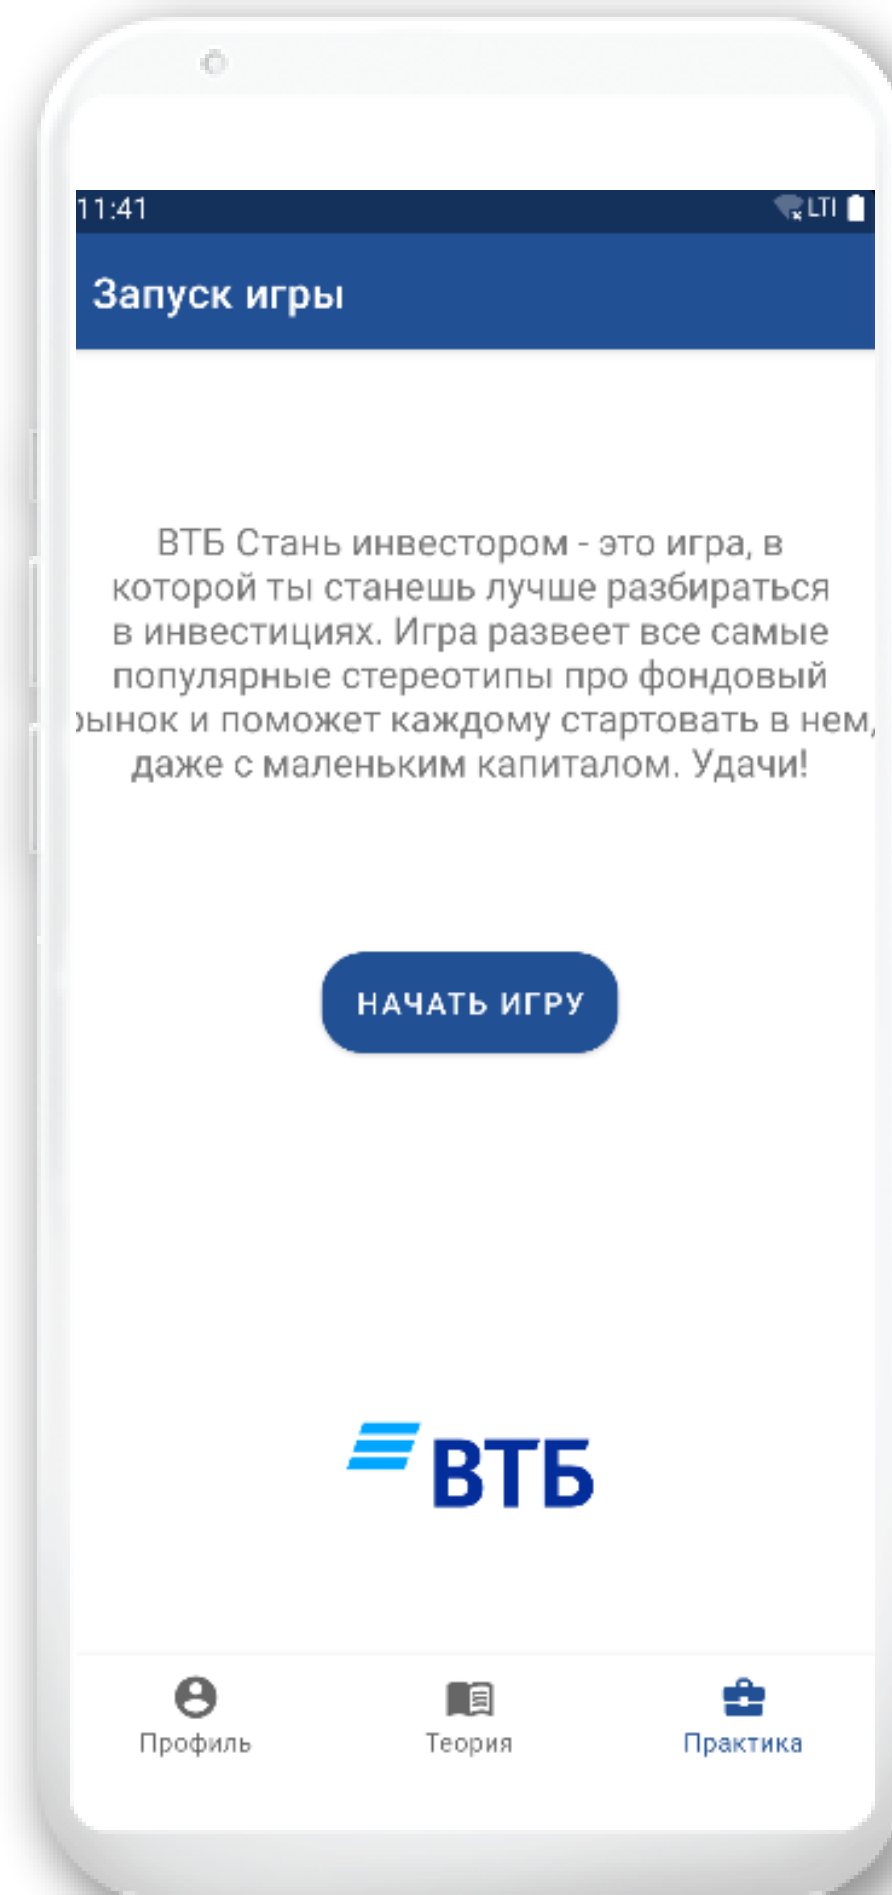 11:41
LTI
Запуск игры
ВТБ Стань инвестором - это игра, в
которой ты станешь лучше разбираться
в инвестициях. Игра развеет все самые
популярные стереотипы про фондовый
рынок и поможет каждому стартовать в нем,
даже с маленьким капиталом. Удачи!
НАЧАТЬ ИГРУ
ВТБ
Профиль
Теория
Практика